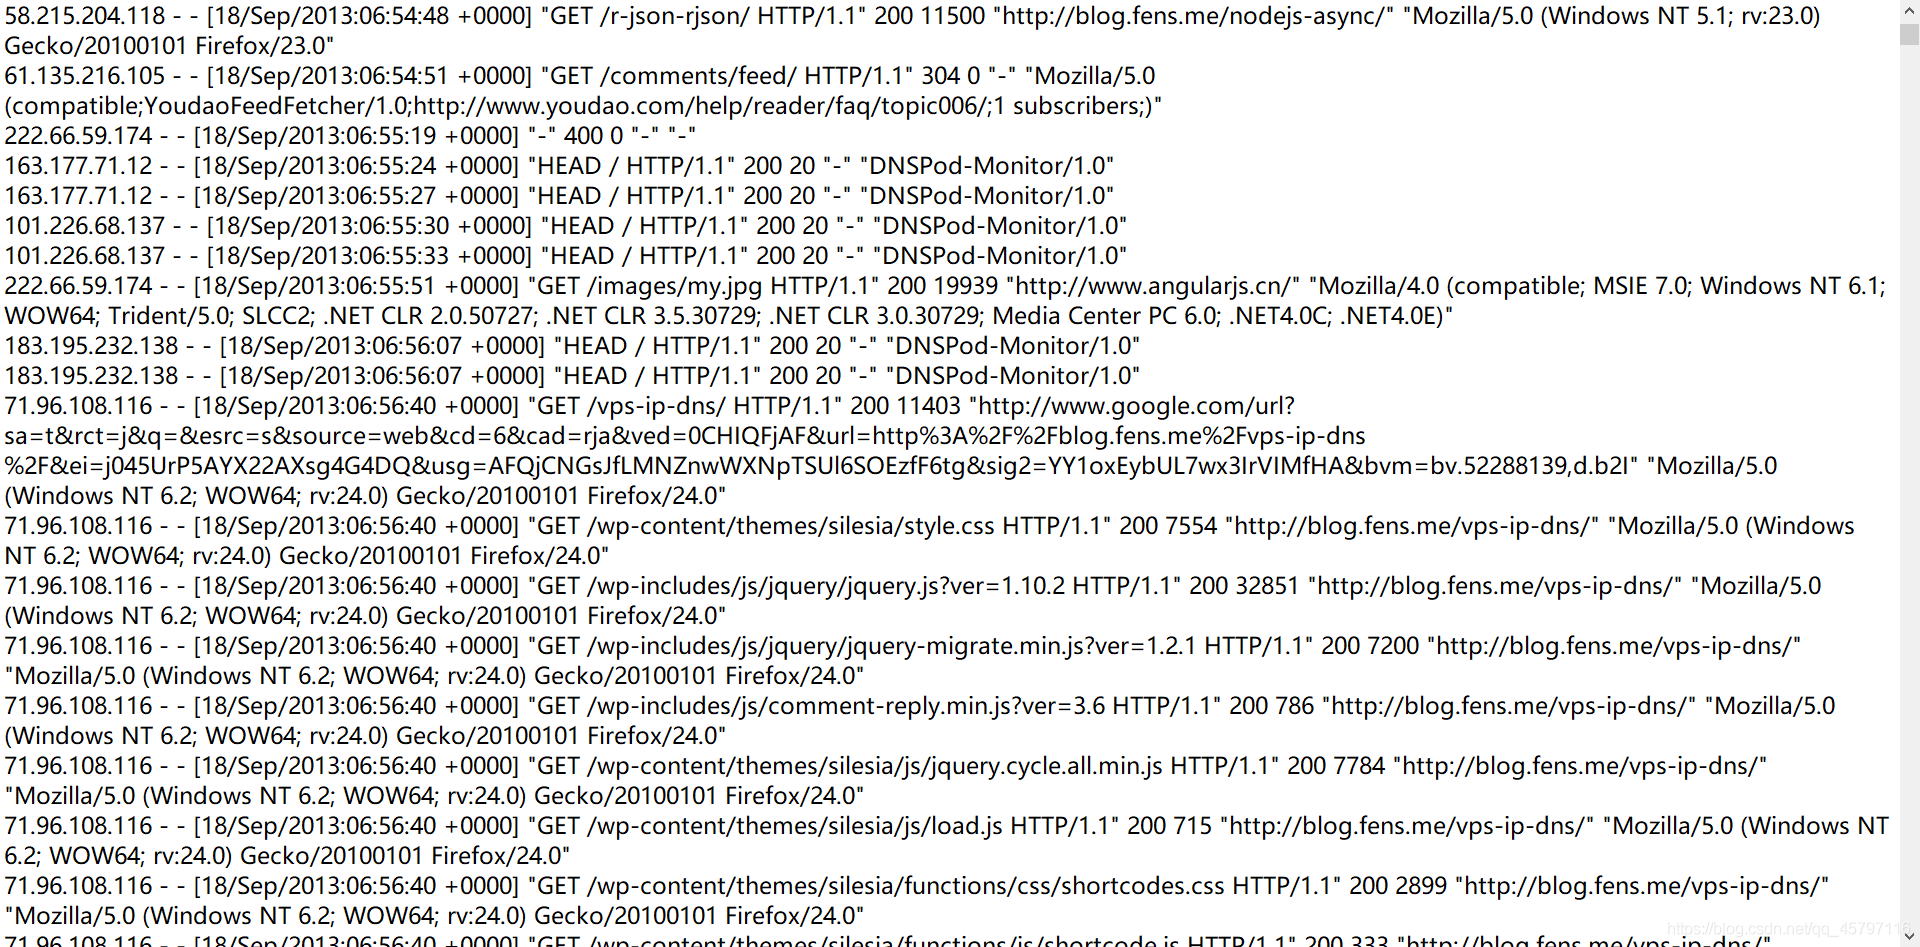 58.215.204.118 - - [18/Sep/2013:06:54:48 +0000] "GET /r-json-rjson/ HTTP/1.1" 200 11500 "http://blog.fens.me/nodejs-async/" "Mozilla/5.0 (Windows NT 5.1; rv:23.0)
Gecko/20100101 Firefox/23.0"
61.135.216.105 - - [18/Sep/2013:06:54:51 +0000] "GET /comments/feed/ HTTP/1.1" 304 0 "-" "Mozilla/5.0
(compatible;YoudaoFeedFetcher/1.0;http://www.youdao.com/help/reader/faq/topic006/;1 subscribers;)"
222.66.59.174 - - [18/Sep/2013:06:55:19 +0000] "-" 400 0 "-" "-"
163.177.71.12 - - [18/Sep/2013:06:55:24 +0000] "HEAD / HTTP/1.1" 200 20 "-" "DNSPod-Monitor/1.0"
163.177.71.12 - - [18/Sep/2013:06:55:27 +0000] "HEAD / HTTP/1.1" 200 20 "-" "DNSPod-Monitor/1.0"
101.226.68.137 - - [18/Sep/2013:06:55:30 +0000] "HEAD / HTTP/1.1" 200 20 "-" "DNSPod-Monitor/1.0"
101.226.68.137 - - [18/Sep/2013:06:55:33 +0000] "HEAD / HTTP/1.1" 200 20 "-" "DNSPod-Monitor/1.0"
222.66.59.174 - - [18/Sep/2013:06:55:51 +0000] "GET /images/my.jpg HTTP/1.1" 200 19939 "http://www.angularjs.cn/" "Mozilla/4.0 (compatible; MSIE 7.0; Windows NT 6.1;
WOW64; Trident/5.0; SLCC2; .NET CLR 2.0.50727; .NET CLR 3.5.30729; .NET CLR 3.0.30729; Media Center PC 6.0; .NET4.0C; .NET4.0E)"
183.195.232.138 - - [18/Sep/2013:06:56:07 +0000] "HEAD / HTTP/1.1" 200 20 "-" "DNSPod-Monitor/1.0"
183.195.232.138 - - [18/Sep/2013:06:56:07 +0000] "HEAD / HTTP/1.1" 200 20 "-" "DNSPod-Monitor/1.0"
71.96.108.116 - - [18/Sep/2013:06:56:40 +0000] "GET /vps-ip-dns/ HTTP/1.1" 200 11403 "http://www.google.com/url?
sa=t&rct=j&q=&esrc=s&source=web&cd=6&cad=rja&ved=0CHIQFjAF&url=http%3A%2F%2Fblog.fens.me%2Fvps-ip-dns
%2F&ei=j045UrP5AYX22AXsg4G4DQ&usg=AFQjCNGsJfLMNZnwWXNpTSUl6SOEzfF6tg&sig2=YY1oxEybUL7wx3IrVIMfHA&bvm=bv.52288139,d.b2I" "Mozilla/5.0
(Windows NT 6.2; WOW64; rv:24.0) Gecko/20100101 Firefox/24.0"
71.96.108.116 - - [18/Sep/2013:06:56:40 +0000] "GET /wp-content/themes/silesia/style.css HTTP/1.1" 200 7554 "http://blog.fens.me/vps-ip-dns/" "Mozilla/5.0 (Windows
NT 6.2; WOW64; rv:24.0) Gecko/20100101 Firefox/24.0"
71.96.108.116 - - [18/Sep/2013:06:56:40 +0000] "GET /wp-includes/js/jquery/jquery.js?ver=1.10.2 HTTP/1.1" 200 32851 "http://blog.fens.me/vps-ip-dns/" "Mozilla/5.0
(Windows NT 6.2; WOW64; rv:24.0) Gecko/20100101 Firefox/24.0"
71.96.108.116 - - [18/Sep/2013:06:56:40 +0000] "GET /wp-includes/js/jquery/jquery-migrate.min.js?ver=1.2.1 HTTP/1.1" 200 7200 "http://blog.fens.me/vps-ip-dns/"
"Mozilla/5.0 (Windows NT 6.2; WOW64; rv:24.0) Gecko/20100101 Firefox/24.0"
71.96.108.116 - - [18/Sep/2013:06:56:40 +0000] "GET /wp-includes/js/comment-reply.min.js?ver=3.6 HTTP/1.1" 200 786 "http://blog.fens.me/vps-ip-dns/" "Mozilla/5.0
(Windows NT 6.2; WOW64; rv:24.0) Gecko/20100101 Firefox/24.0"
71.96.108.116 - - [18/Sep/2013:06:56:40 +0000] "GET /wp-content/themes/silesia/js/jquery.cycle.all.min.js HTTP/1.1" 200 7784 "http://blog.fens.me/vps-ip-dns/"
"Mozilla/5.0 (Windows NT 6.2; WOW64; rv:24.0) Gecko/20100101 Firefox/24.0"
71.96.108.116 - - [18/Sep/2013:06:56:40 +0000] "GET /wp-content/themes/silesia/js/load.js HTTP/1.1" 200 715 "http://blog.fens.me/vps-ip-dns/" "Mozilla/5.0 (Windows NT
6.2; WOW64; rv:24.0) Gecko/20100101 Firefox/24.0"
71.96.108.116 - - [18/Sep/2013:06:56:40 +0000] "GET /wp-content/themes/silesia/functions/css/shortcodes.css HTTP/1.1" 200 2899 "http://blog.fens.me/vps-ip-dns/"
"Mozilla/5.0 (Windows NT 6.2; WOW64; rv:24.0) Gecko/20100101 Firefox/24.0"
71.96.108.116 - - [18/Sep/2013:06:56:40 +0000] "GET /wp-content/themes/silesia/functions/js/shortcode.js HTTP/1.1" 200 333 "http://blog.fens.me/vps-ip-dns/"
https://blog.csdn.net/qq_45797116